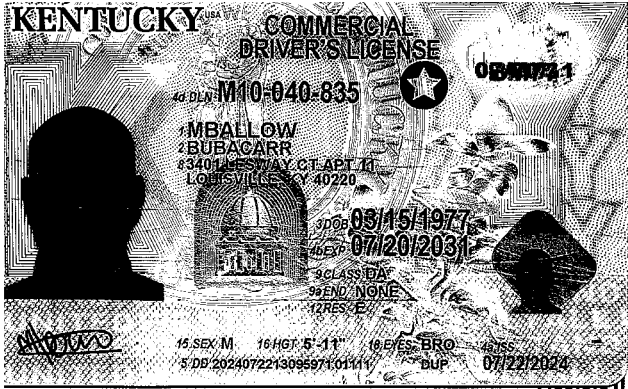 KENTUCKY USA
COMMERCIAL
DRIVER'S LICENSE
4d DLN M10-040-835
1 MBALLOW
2 BUBACARR
8 3401 LESWAY CT APT 11
LOUISVILLE KY 40220
3 DOB 03/15/1977
4b EXP 07/20/2031
9 CLASS DA
9a END NONE
12 RES E
15 SEX M 16 HGT 5'-11" 18 EYES BRO 4a ISS
5 DD 2024072213095971:01111 DUP 07/22/2024